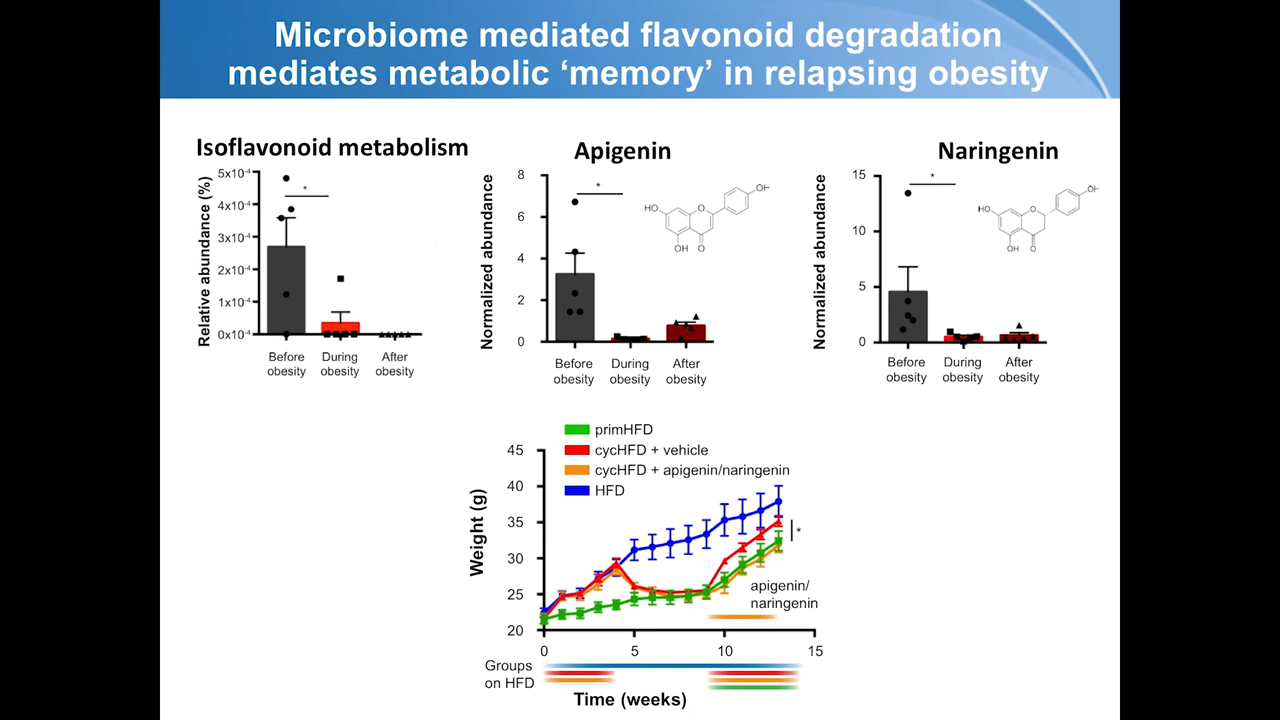 Microbiome mediated flavonoid degradation
mediates metabolic ‘memory’ in relapsing obesity
Isoflavonoid metabolism
Relative abundance (%)
5x10⁻⁴
4x10⁻⁴
3x10⁻⁴
2x10⁻⁴
1x10⁻⁴
0x10⁻⁴
*
Before
obesity
During
obesity
After
obesity
Apigenin
Normalized abundance
8
6
4
2
0
*
HO
O
OH
OH
O
Before
obesity
During
obesity
After
obesity
Naringenin
Normalized abundance
15
10
5
0
*
HO
O
OH
OH
O
Before
obesity
During
obesity
After
obesity
primHFD
cycHFD + vehicle
cycHFD + apigenin/naringenin
HFD
Weight (g)
45
40
35
30
25
20
*
apigenin/
naringenin
0
5
10
15
Groups
on HFD
Time (weeks)